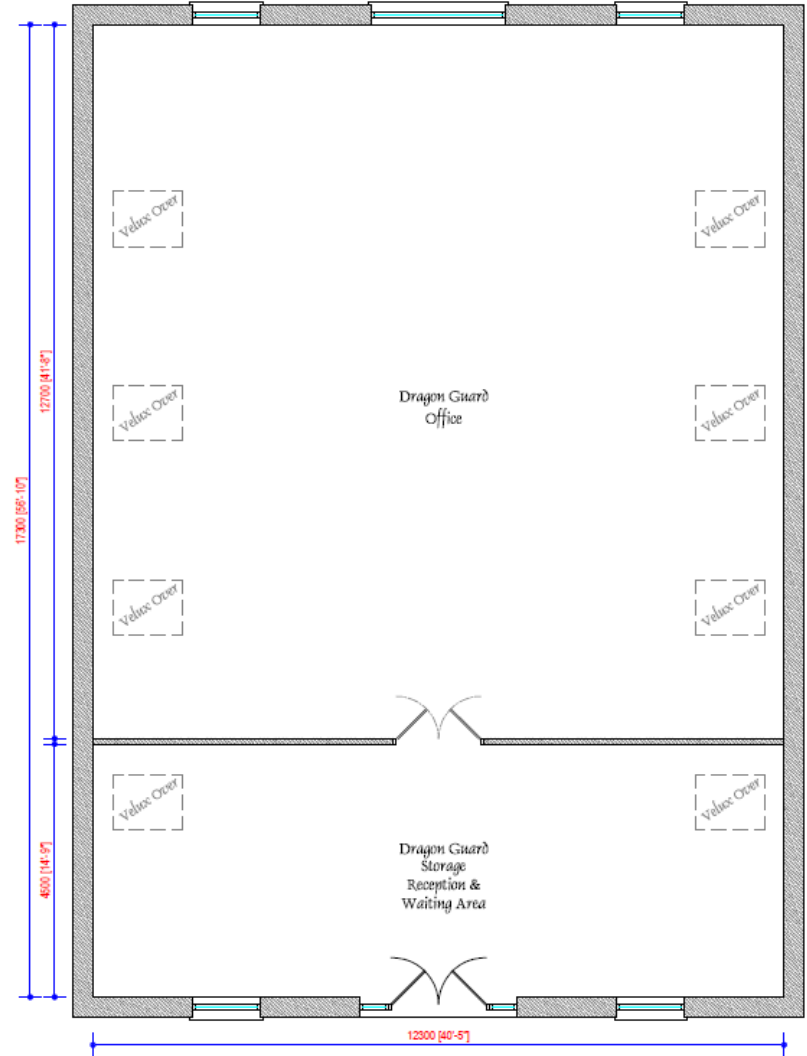 Velux Over
Velux Over
12700 [41'-8"]
Velux Over
Dragon Guard
Office
Velux Over
17300 [56'-10"]
Velux Over
Velux Over
Velux Over
Velux Over
4500 [14'-9"]
Dragon Guard
Storage
Reception &
Waiting Area
12300 [40'-5"]